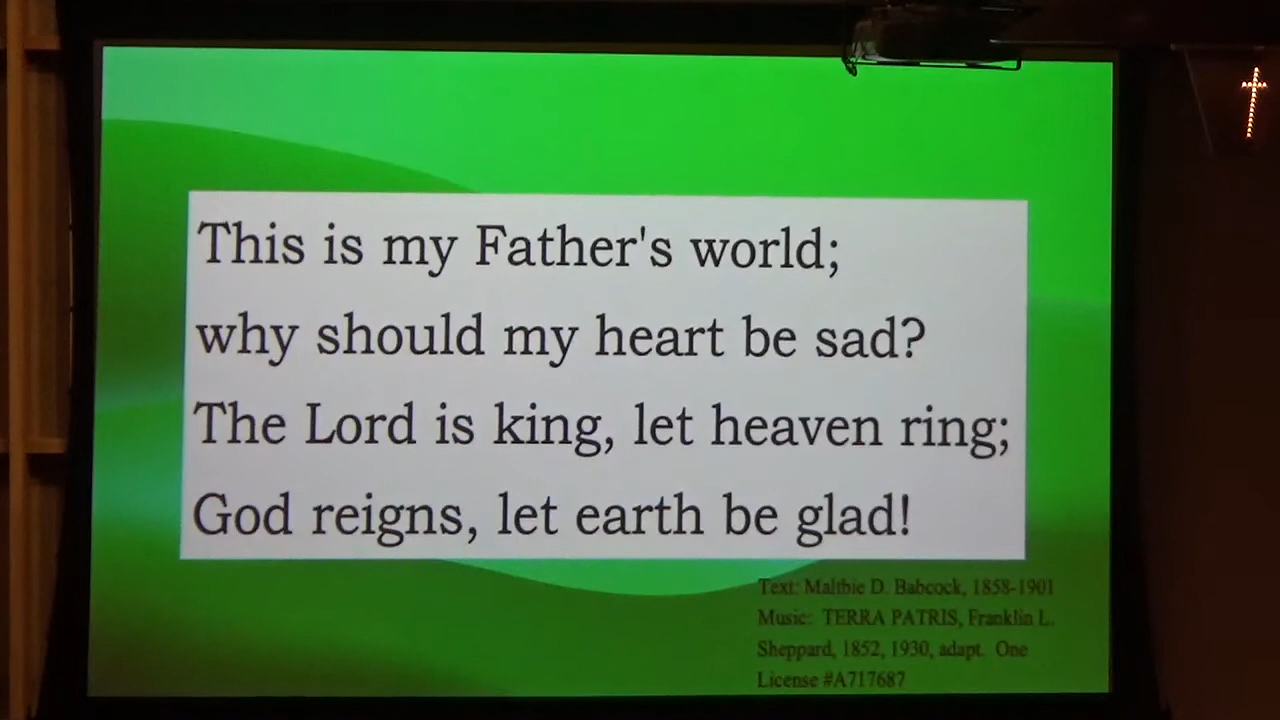 This is my Father's world;
why should my heart be sad?
The Lord is king, let heaven ring;
God reigns, let earth be glad!
Text: Maltbie D. Babcock, 1858-1901
Music: TERRA PATRIS, Franklin L.
Sheppard, 1852, 1930, adapt. One
License #A717687